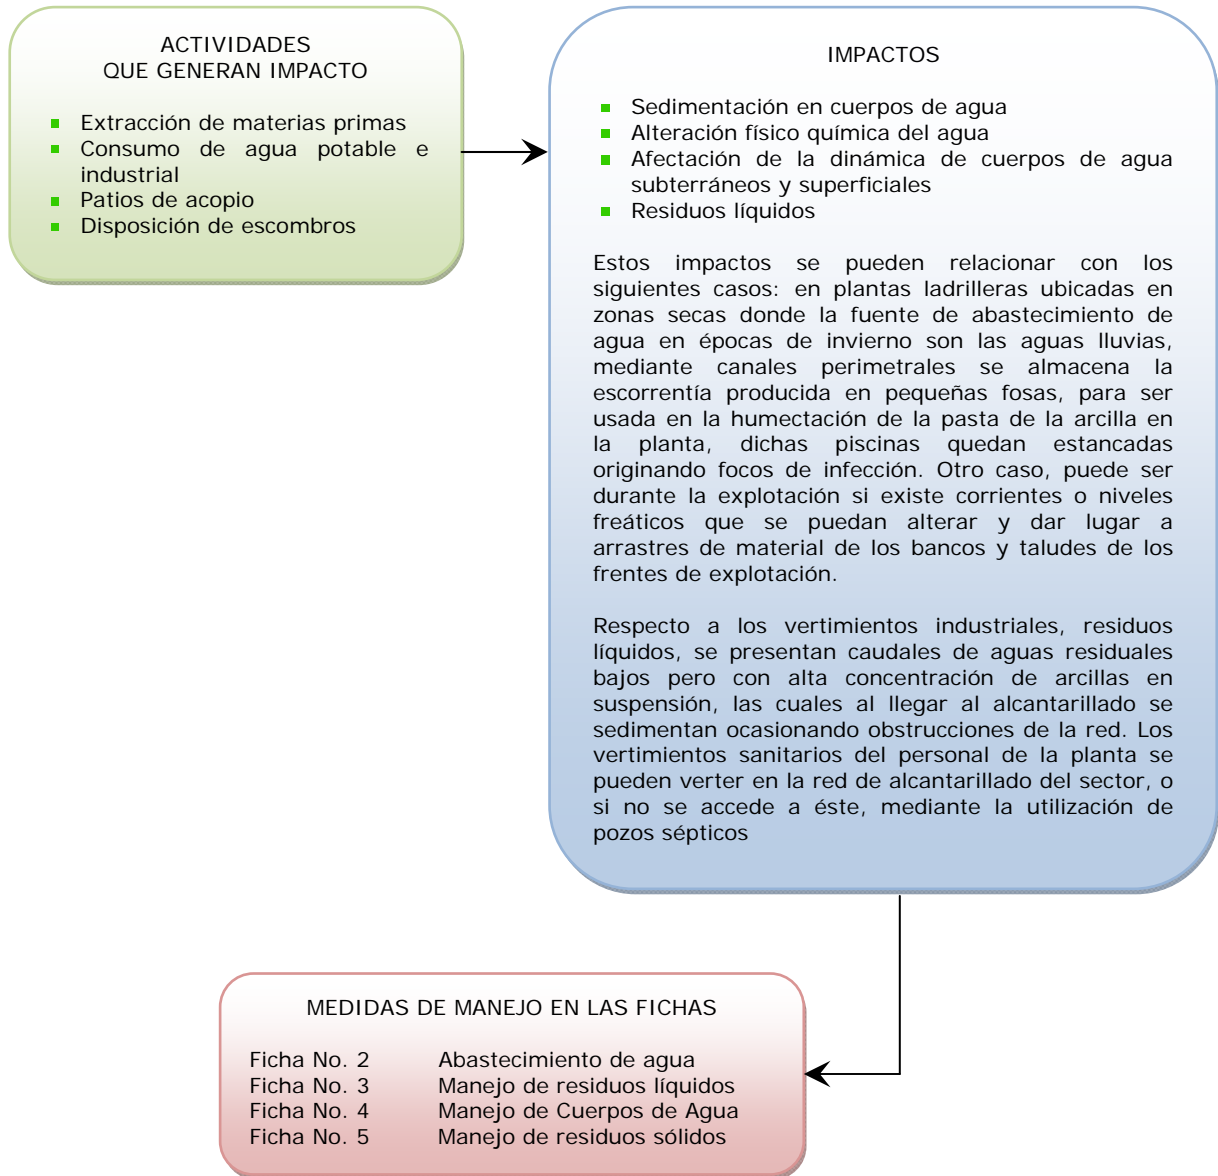 ACTIVIDADES
QUE GENERAN IMPACTO
Extracción de materias primas
Consumo de agua potable e
industrial
Patios de acopio
Disposición de escombros
IMPACTOS
Sedimentación en cuerpos de agua
Alteración físico química del agua
Afectación de la dinámica de cuerpos de agua
subterráneos y superficiales
Residuos líquidos
Estos impactos se pueden relacionar con los
siguientes casos: en plantas ladrilleras ubicadas en
zonas secas donde la fuente de abastecimiento de
agua en épocas de invierno son las aguas lluvias,
mediante canales perimetrales se almacena la
escorrentía producida en pequeñas fosas, para ser
usada en la humectación de la pasta de la arcilla en
la planta, dichas piscinas quedan estancadas
originando focos de infección. Otro caso, puede ser
durante la explotación si existe corrientes o niveles
freáticos que se puedan alterar y dar lugar a
arrastres de material de los bancos y taludes de los
frentes de explotación.
Respecto a los vertimientos industriales, residuos
líquidos, se presentan caudales de aguas residuales
bajos pero con alta concentración de arcillas en
suspensión, las cuales al llegar al alcantarillado se
sedimentan ocasionando obstrucciones de la red. Los
vertimientos sanitarios del personal de la planta se
pueden verter en la red de alcantarillado del sector, o
si no se accede a éste, mediante la utilización de
pozos sépticos
MEDIDAS DE MANEJO EN LAS FICHAS
Ficha No. 2 Abastecimiento de agua
Ficha No. 3 Manejo de residuos líquidos
Ficha No. 4 Manejo de Cuerpos de Agua
Ficha No. 5 Manejo de residuos sólidos